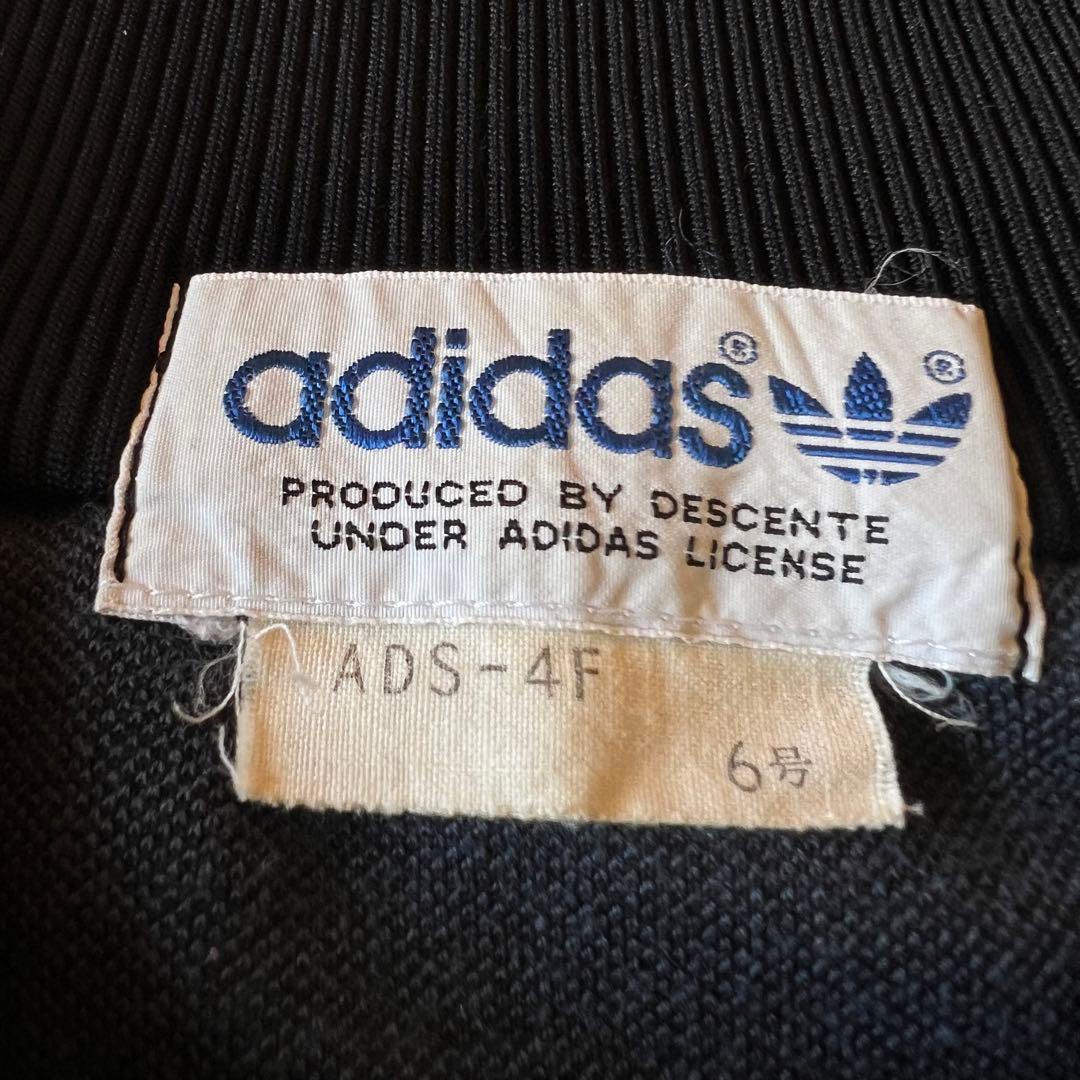 adidas® ®
PRODUCED BY DESCENTE
UNDER ADIDAS LICENSE
ADS-4F
6号